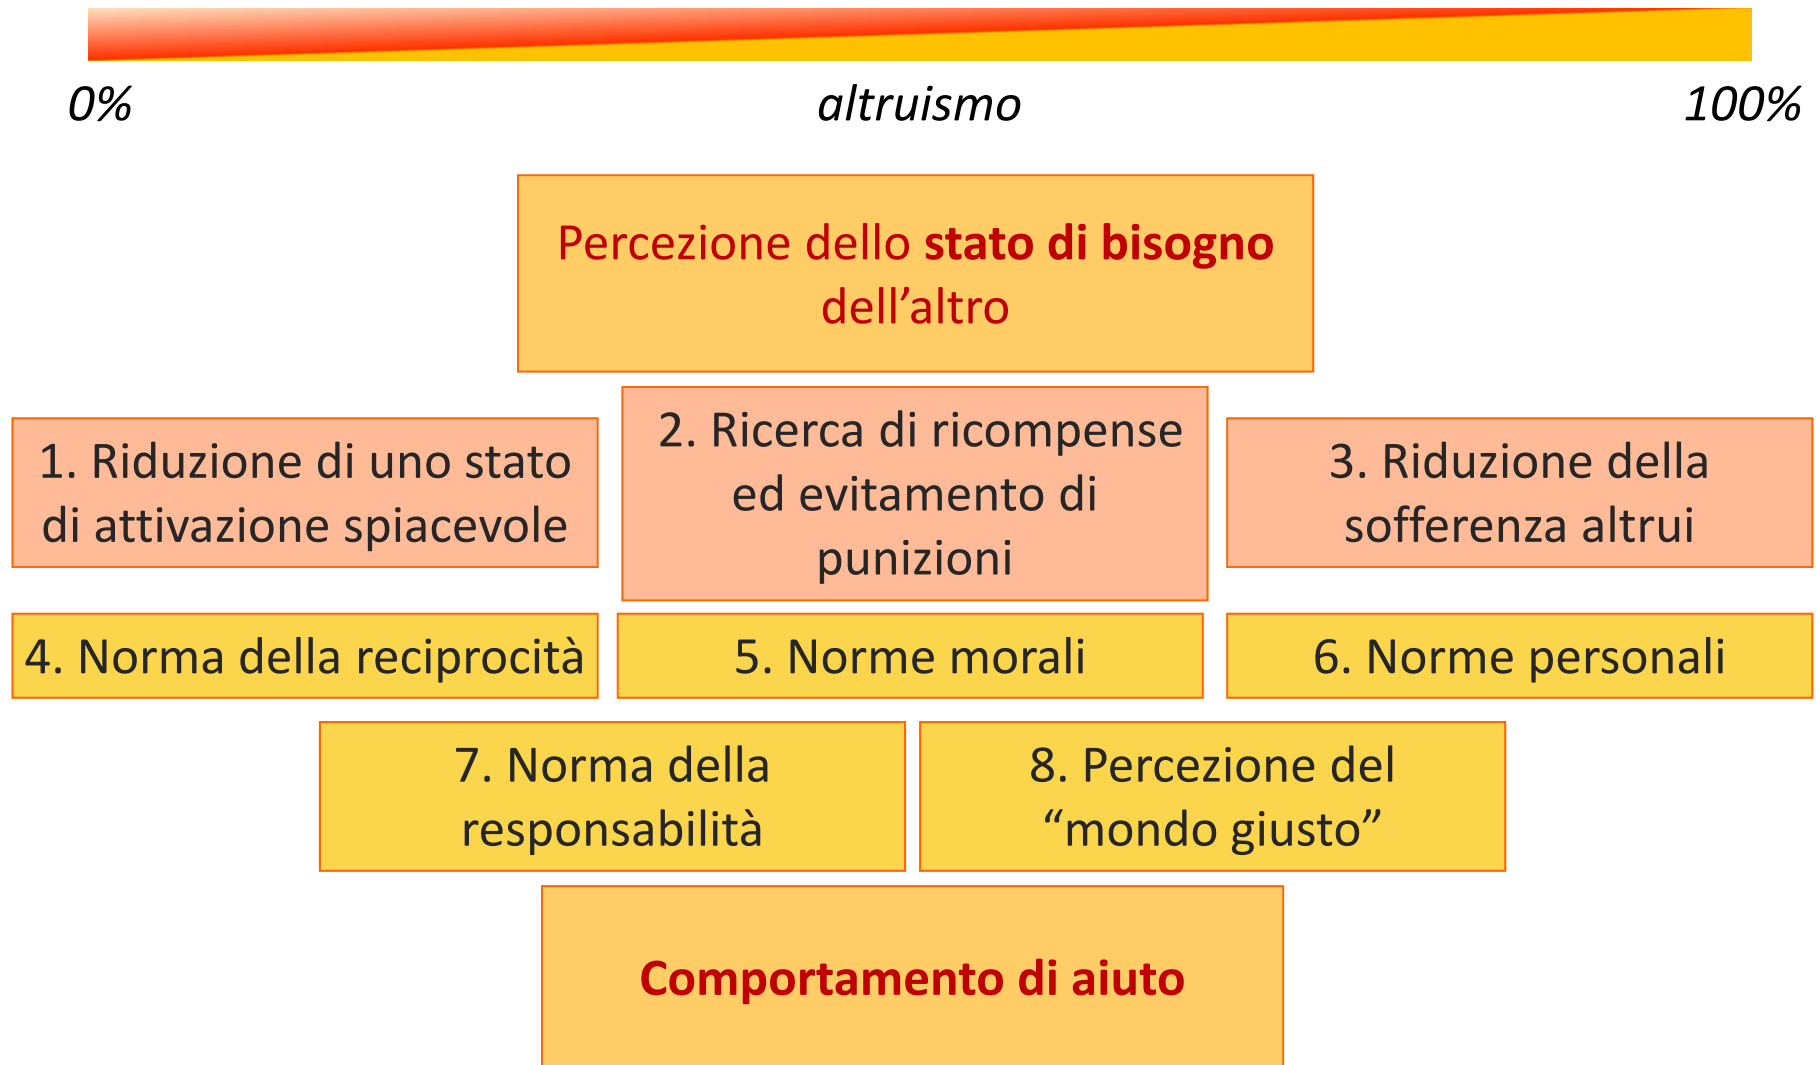 0%
altruismo
100%
Percezione dello stato di bisogno
dell’altro
1. Riduzione di uno stato
di attivazione spiacevole
2. Ricerca di ricompense
ed evitamento di
punizioni
3. Riduzione della
sofferenza altrui
4. Norma della reciprocità
5. Norme morali
6. Norme personali
7. Norma della
responsabilità
8. Percezione del
“mondo giusto”
Comportamento di aiuto